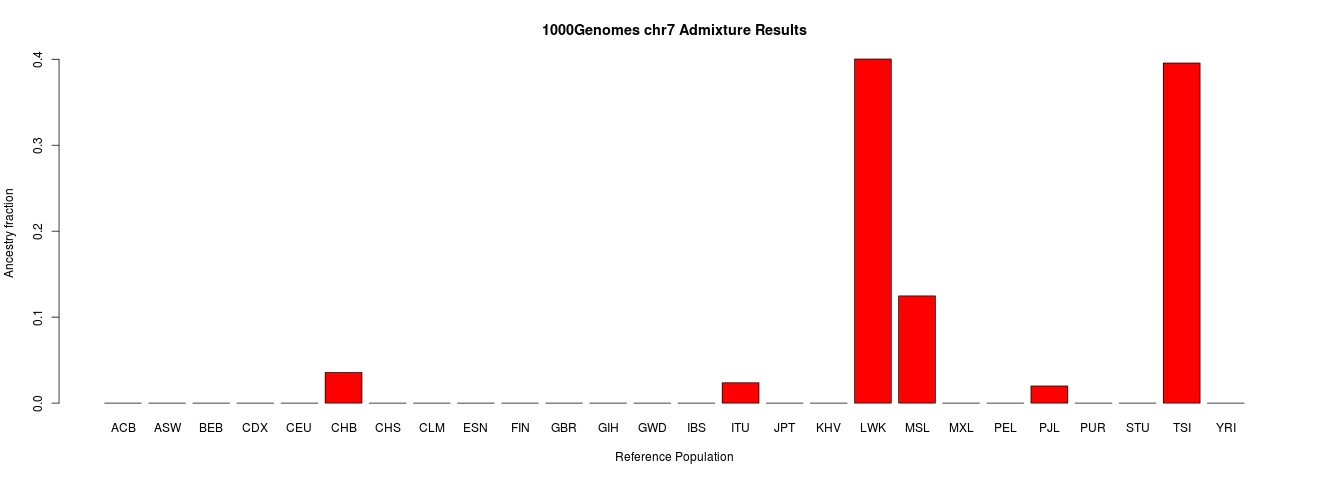 1000Genomes chr7 Admixture Results
Ancestry fraction
0.4
0.3
0.2
0.1
0.0
ACB ASW BEB CDX CEU CHB CHS CLM ESN FIN GBR GIH GWD IBS ITU JPT KHV LWK MSL MXL PEL PJL PUR STU TSI YRI
Reference Population